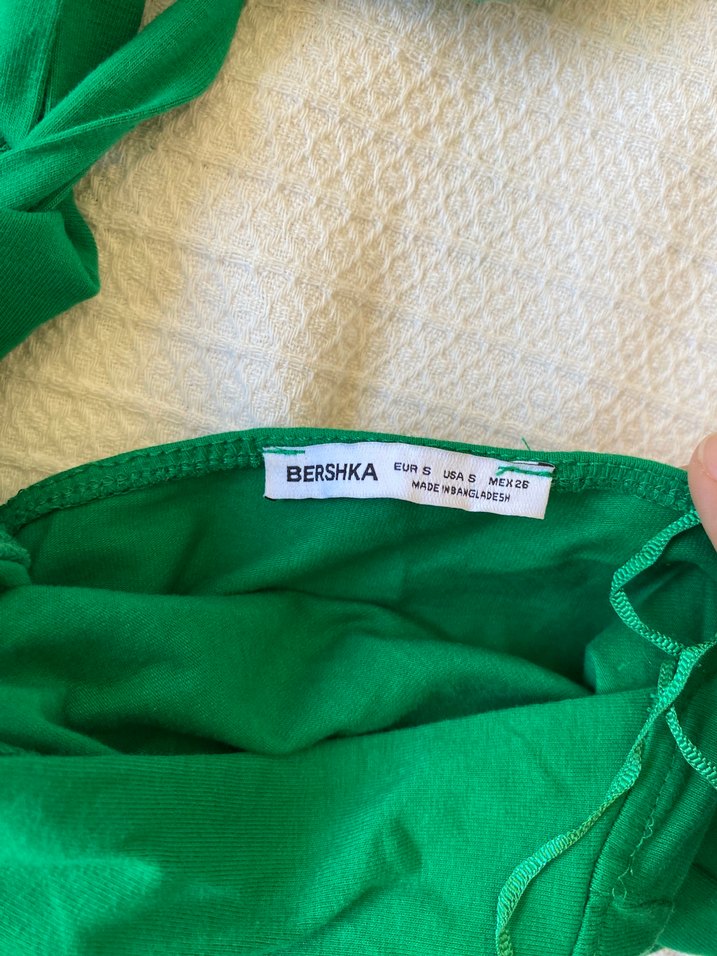 BERSHKA EUR S USA S MEX 26
MADE IN BANGLADESH